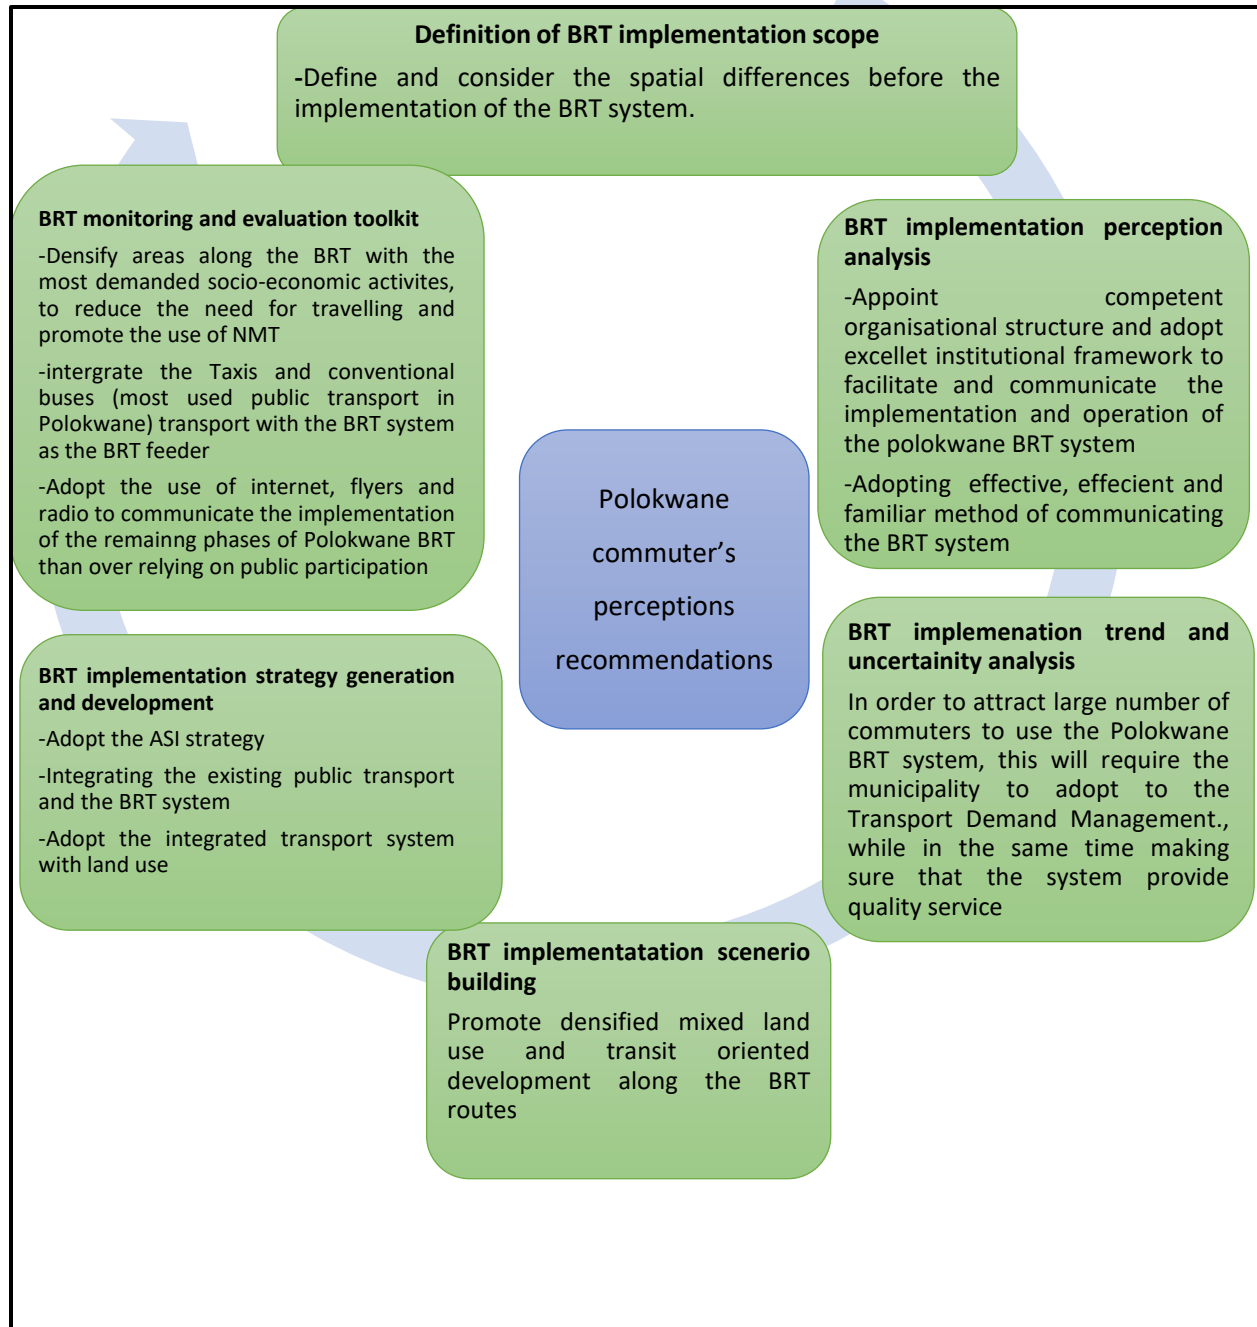 Definition of BRT implementation scope
-Define and consider the spatial differences before the
implementation of the BRT system.
BRT implementation perception
analysis
-Appoint competent
organisational structure and adopt
excellet institutional framework to
facilitate and communicate the
implementation and operation of
the polokwane BRT system
-Adopting effective, effecient and
familiar method of communicating
the BRT system
BRT implemenation trend and
uncertainity analysis
In order to attract large number of
commuters to use the Polokwane
BRT system, this will require the
municipality to adopt to the
Transport Demand Management.,
while in the same time making
sure that the system provide
quality service
BRT implementatation scenerio
building
Promote densified mixed land
use and transit oriented
development along the BRT
routes
BRT implementation strategy generation
and development
-Adopt the ASI strategy
-Integrating the existing public transport
and the BRT system
-Adopt the integrated transport system
with land use
BRT monitoring and evaluation toolkit
-Densify areas along the BRT with the
most demanded socio-economic activites,
to reduce the need for travelling and
promote the use of NMT
-intergrate the Taxis and conventional
buses (most used public transport in
Polokwane) transport with the BRT system
as the BRT feeder
-Adopt the use of internet, flyers and
radio to communicate the implementation
of the remainng phases of Polokwane BRT
than over relying on public participation
Polokwane
commuter’s
perceptions
recommendations